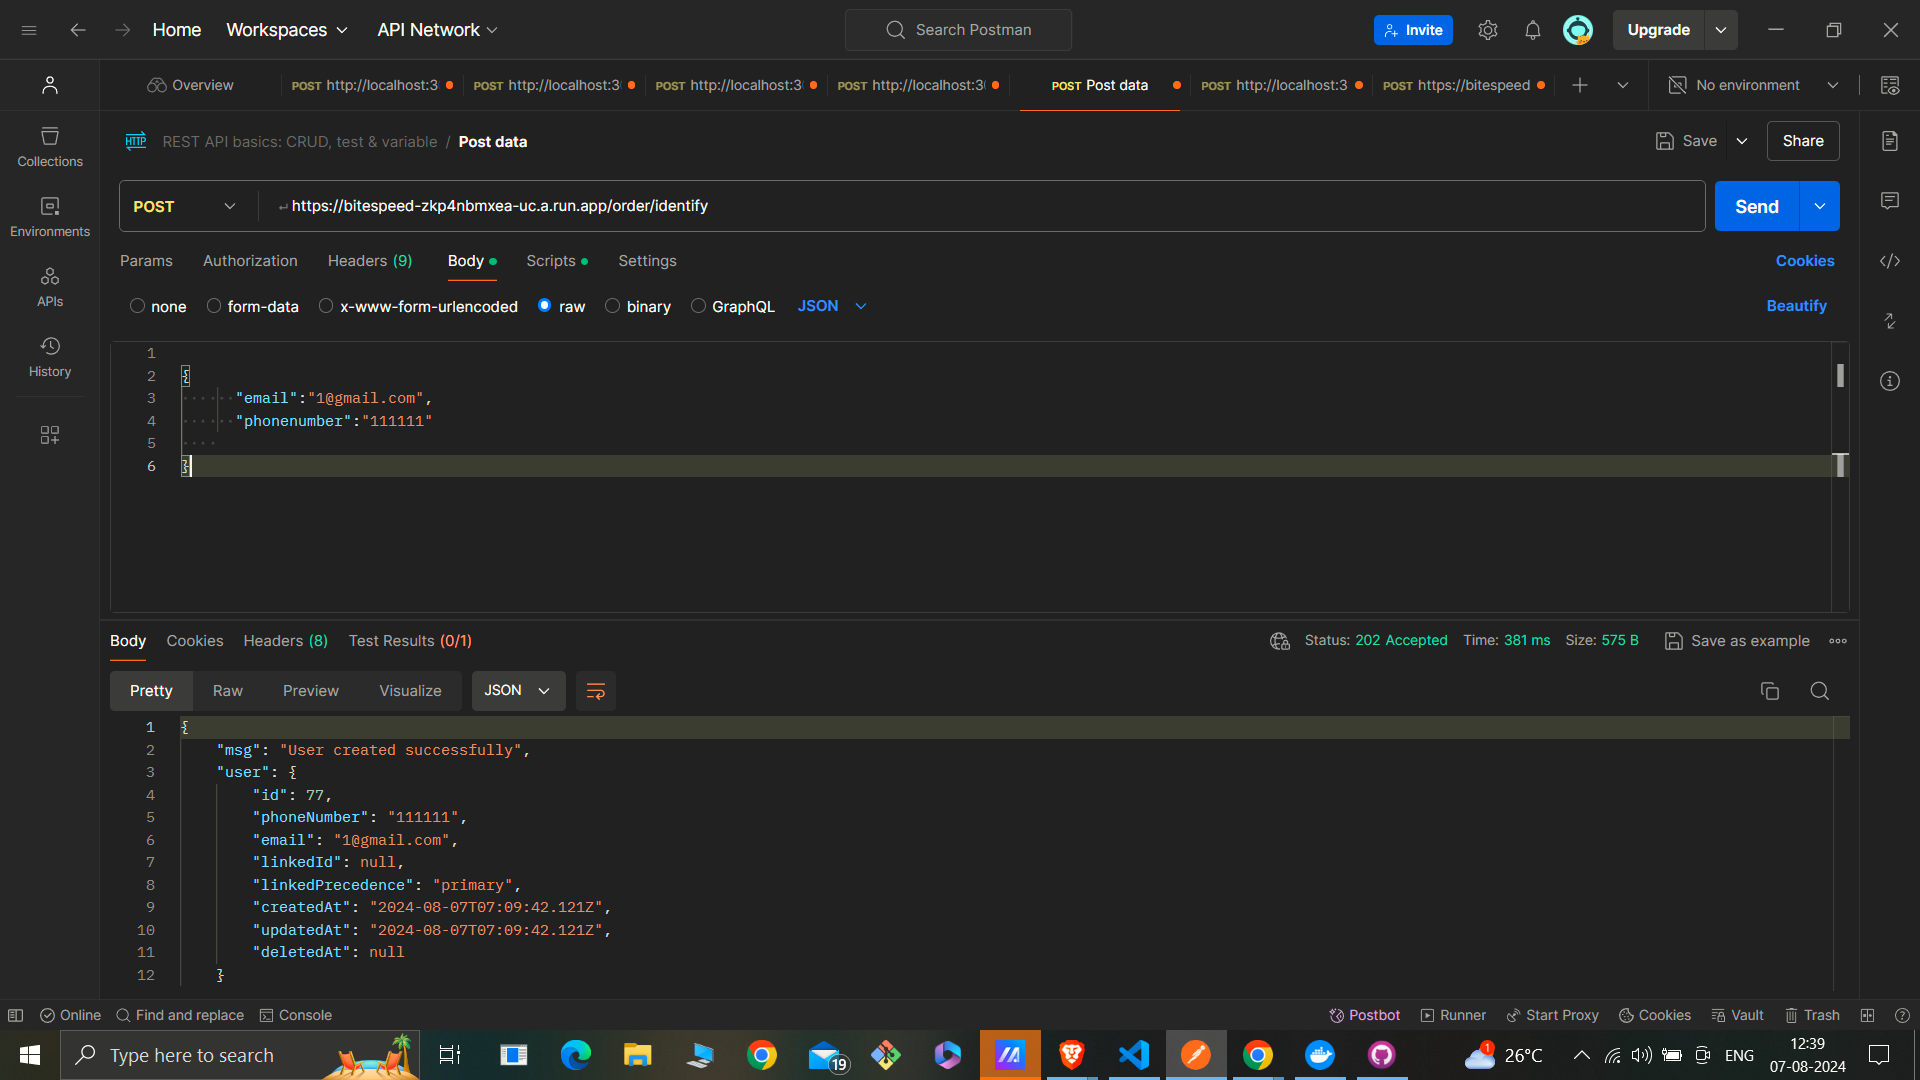 Home Workspaces API Network Search Postman Invite Upgrade
Overview POST http://localhost:3 POST http://localhost:3 POST http://localhost:3 POST http://localhost:3 POST Post data POST http://localhost:3 POST https://bitespeed No environment
HTTP REST API basics: CRUD, test & variable / Post data Save Share
POST https://bitespeed-zkp4nbmxea-uc.a.run.app/order/identify Send
Params Authorization Headers (9) Body Scripts Settings Cookies
none form-data x-www-form-urlencoded raw binary GraphQL JSON Beautify
Collections
Environments
APIs
History
1
2 {
3 "email":"1@gmail.com",
4 "phonenumber":"111111"
5
6 }
Body Cookies Headers (8) Test Results (0/1) Status: 202 Accepted Time: 381 ms Size: 575 B Save as example
Pretty Raw Preview Visualize JSON
1 {
2 "msg": "User created successfully",
3 "user": {
4 "id": 77,
5 "phoneNumber": "111111",
6 "email": "1@gmail.com",
7 "linkedId": null,
8 "linkedPrecedence": "primary",
9 "createdAt": "2024-08-07T07:09:42.121Z",
10 "updatedAt": "2024-08-07T07:09:42.121Z",
11 "deletedAt": null
12 }
Online Find and replace Console Postbot Runner Start Proxy Cookies Vault Trash
Type here to search 19 1 26°C ENG 12:39
07-08-2024